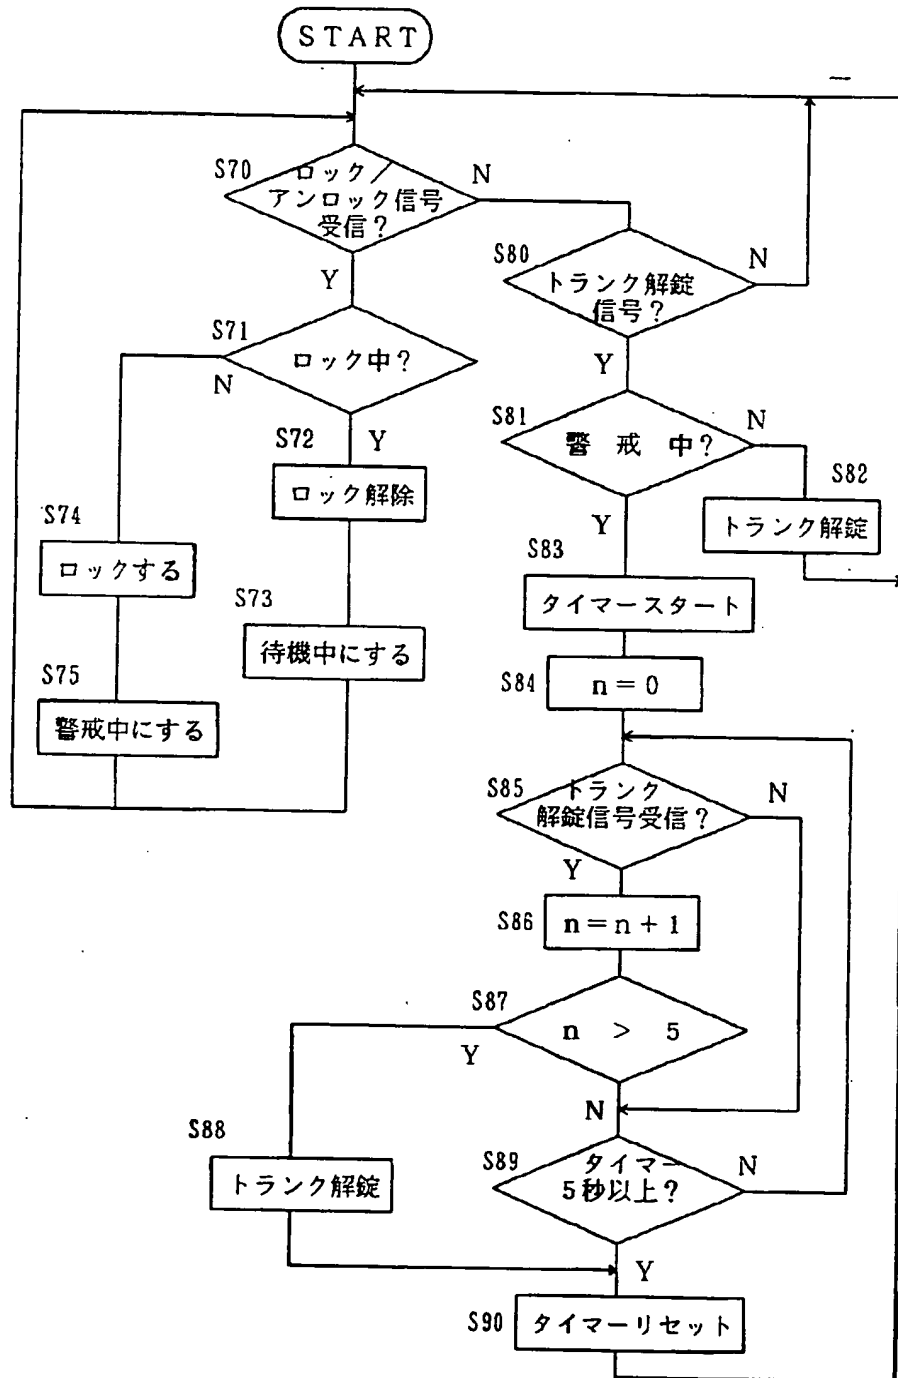 START
S70
ロック/
アンロック信号
受信?
N
Y
S80
トランク解錠
信号?
N
Y
S71
ロック中?
N
Y
S81
警 戒 中?
N
Y
S72
ロック解除
S82
トランク解錠
S74
ロックする
S83
タイマースタート
S73
待機中にする
S84
n=0
S75
警戒中にする
S85
トランク
解錠信号受信?
N
Y
S86
n=n+1
S87
n > 5
Y
N
S88
トランク解錠
S89
タイマー
5秒以上?
N
Y
S90
タイマーリセット